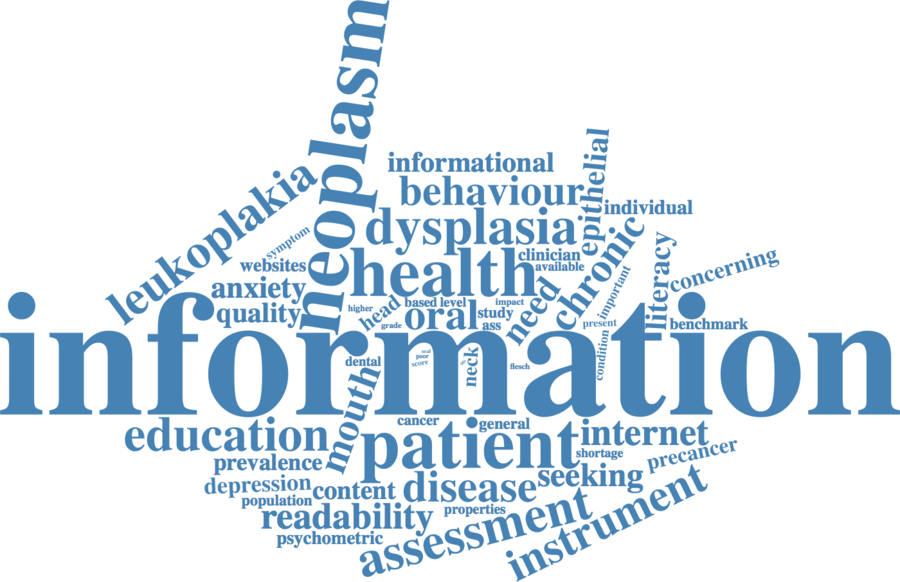 neoplasm
informational
epithelial
behaviour
leukoplakia
individual
dysplasia
symptom
clinician
chronic
websites
available
literacy
concerning
health
anxiety
important
need
quality
higher
head
based level
impact
grade
oral
study
ass
present
benchmark
information
condition
dental
poor
score
neck
flesch
mouth
cancer
general
education
patient
internet
shortage
precancer
prevalence
seeking
depression
content
disease
population
properties
readability
instrument
assessment
psychometric